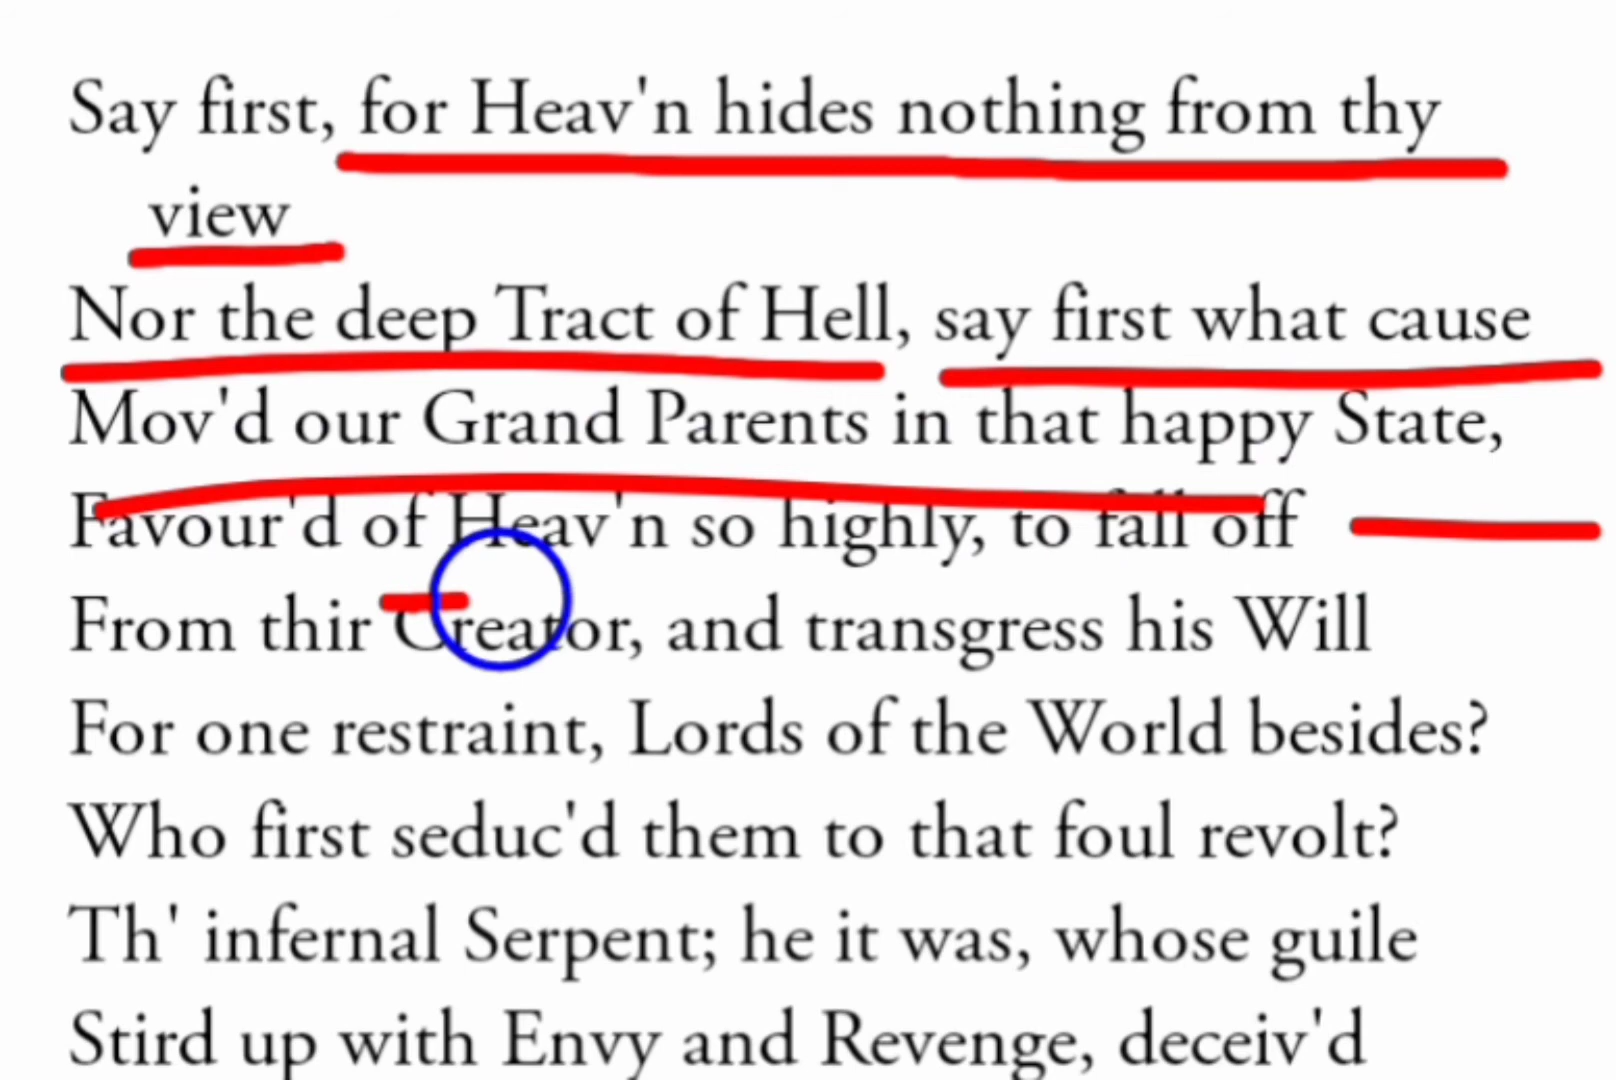 Say first, for Heav'n hides nothing from thy
view
Nor the deep Tract of Hell, say first what cause
Mov'd our Grand Parents in that happy State,
Favour'd of Heav'n so highly, to fall off
From thir Creator, and transgress his Will
For one restraint, Lords of the World besides?
Who first seduc'd them to that foul revolt?
Th' infernal Serpent; he it was, whose guile
Stird up with Envy and Revenge, deceiv'd